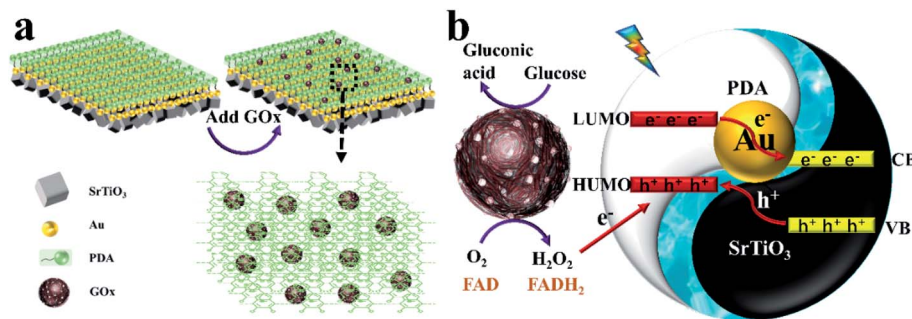 a
Add GOx
SrTiO₃
Au
PDA
GOx
b
Gluconic
acid
Glucose
PDA
LUMO
e⁻ e⁻ e⁻
e⁻
Au
e⁻ e⁻ e⁻
CB
HUMO
h⁺ h⁺ h⁺
h⁺
e⁻
h⁺ h⁺ h⁺
VB
SrTiO₃
O₂
H₂O₂
FAD
FADH₂